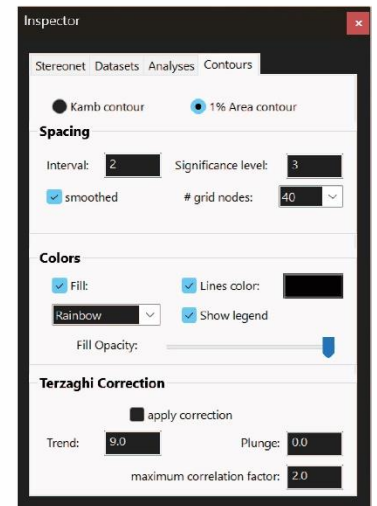 Inspector
Stereonet Datasets Analyses Contours
Kamb contour 1% Area contour
Spacing
Interval: 2 Significance level: 3
smoothed # grid nodes: 40
Colors
Fill: Lines color:
Rainbow Show legend
Fill Opacity:
Terzaghi Correction
apply correction
Trend: 9.0 Plunge: 0.0
maximum correlation factor: 2.0